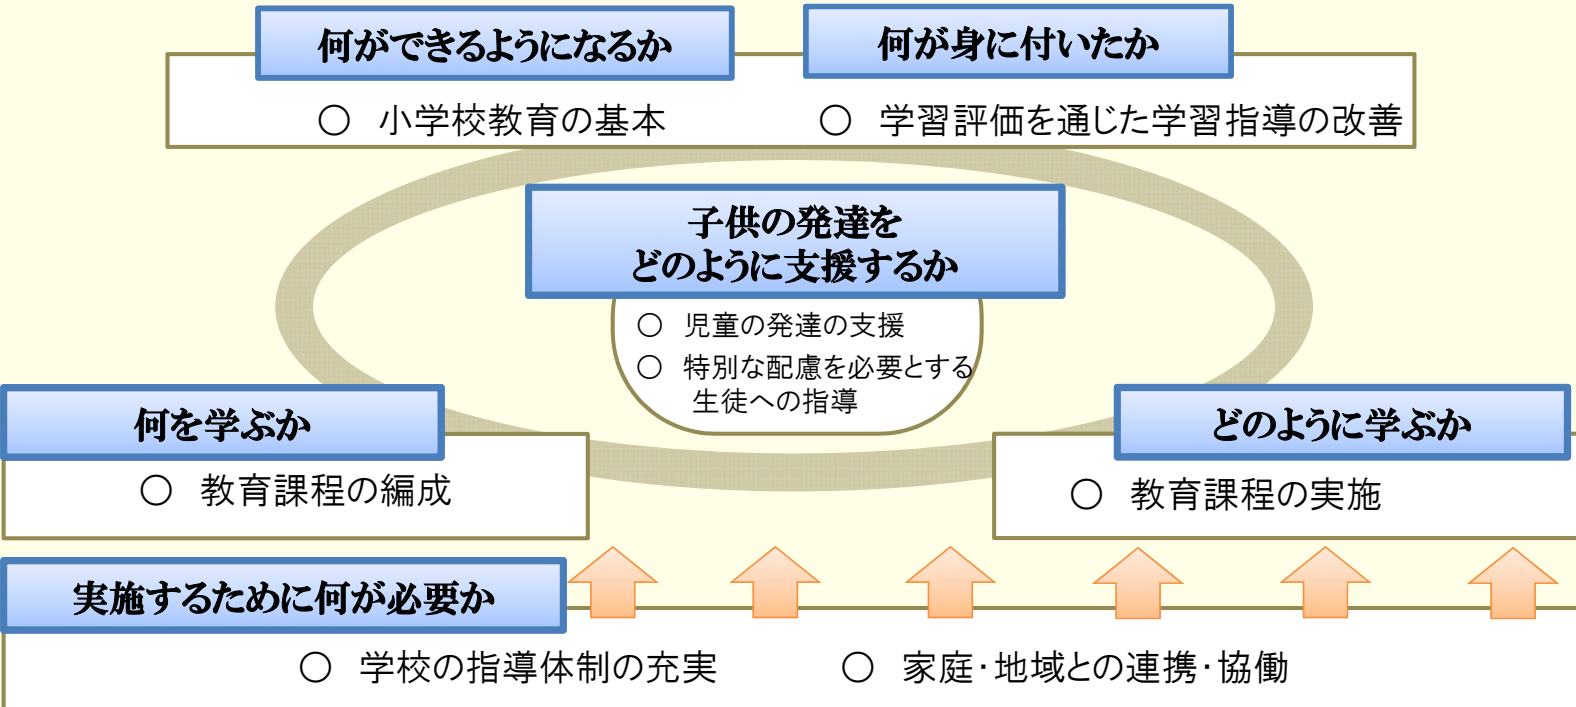 何ができるようになるか
何が身に付いたか
○ 小学校教育の基本
○ 学習評価を通じた学習指導の改善
子供の発達を
どのように支援するか
○ 児童の発達の支援
○ 特別な配慮を必要とする
生徒への指導
何を学ぶか
○ 教育課程の編成
どのように学ぶか
○ 教育課程の実施
実施するために何が必要か
○ 学校の指導体制の充実
○ 家庭・地域との連携・協働